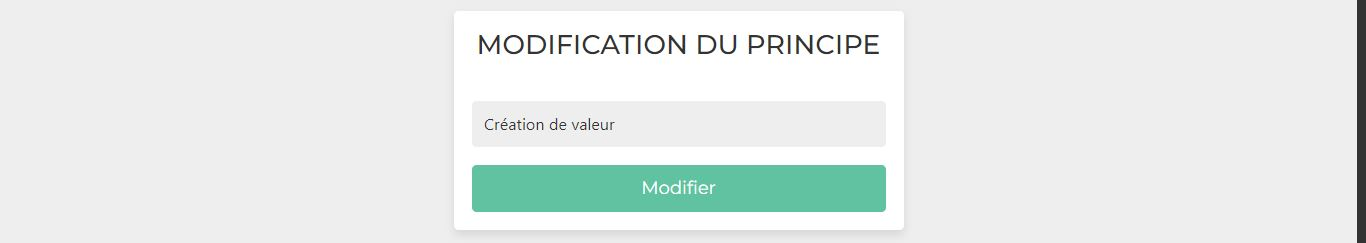 MODIFICATION DU PRINCIPE
Création de valeur
Modifier